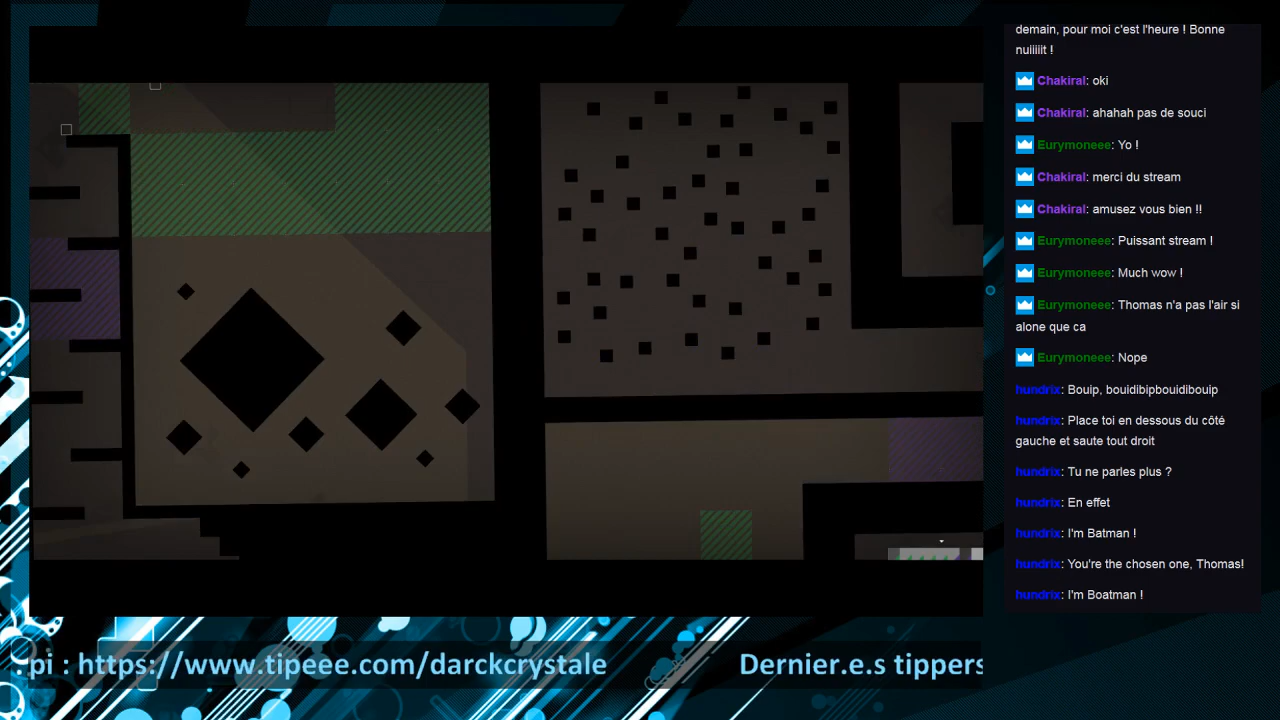 demain, pour moi c'est l'heure ! Bonne
nuiiiit !
Chakiral: oki
Chakiral: ahahah pas de souci
Eurymoneee: Yo !
Chakiral: merci du stream
Chakiral: amusez vous bien !!
Eurymoneee: Puissant stream !
Eurymoneee: Much wow !
Eurymoneee: Thomas n'a pas l'air si
alone que ca
Eurymoneee: Nope
hundrix: Bouip, bouidibipbouidibouip
hundrix: Place toi en dessous du côté
gauche et saute tout droit
hundrix: Tu ne parles plus ?
hundrix: En effet
hundrix: I'm Batman !
hundrix: You're the chosen one, Thomas!
hundrix: I'm Boatman !
pi : https://www.tipeee.com/darckcrystale Dernier.e.s tippers